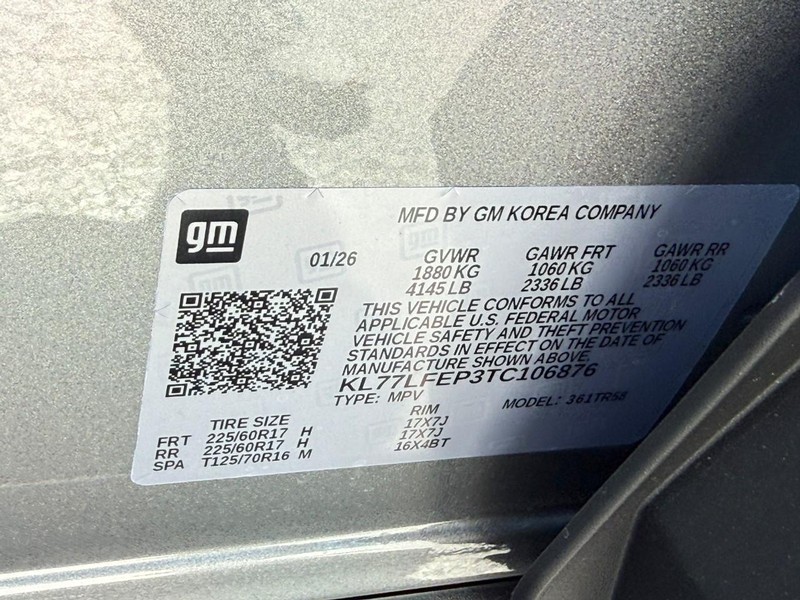 gm
MFD BY GM KOREA COMPANY
01/26 GVWR GAWR FRT GAWR RR
1880 KG 1060 KG 1060 KG
4145 LB 2336 LB 2336 LB
THIS VEHICLE CONFORMS TO ALL
APPLICABLE U.S. FEDERAL MOTOR
VEHICLE SAFETY AND THEFT PREVENTION
STANDARDS IN EFFECT ON THE DATE OF
MANUFACTURE SHOWN ABOVE.
KL77LFEP3TC106876
TYPE: MPV MODEL: 361TR58
TIRE SIZE RIM
FRT 225/60R17 H 17X7J
RR 225/60R17 H 17X7J
SPA T125/70R16 M 16X4BT